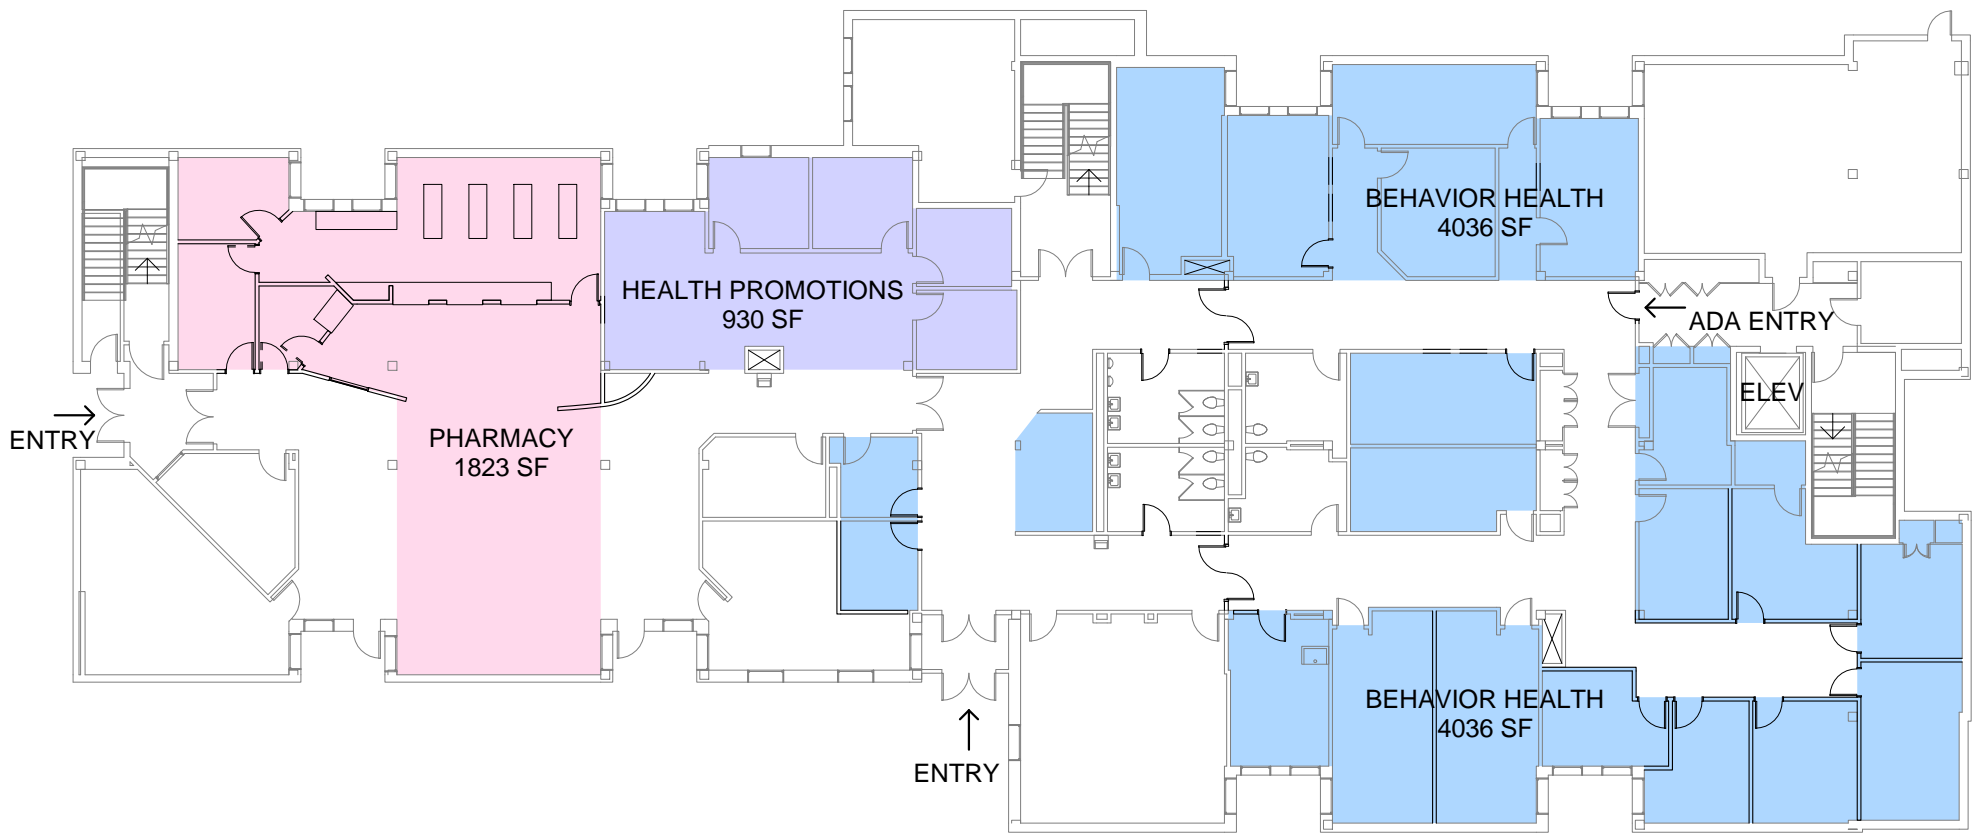 BEHAVIOR HEALTH
4036 SF
HEALTH PROMOTIONS
930 SF
ADA ENTRY
ELEV
ENTRY
PHARMACY
1823 SF
BEHAVIOR HEALTH
4036 SF
ENTRY